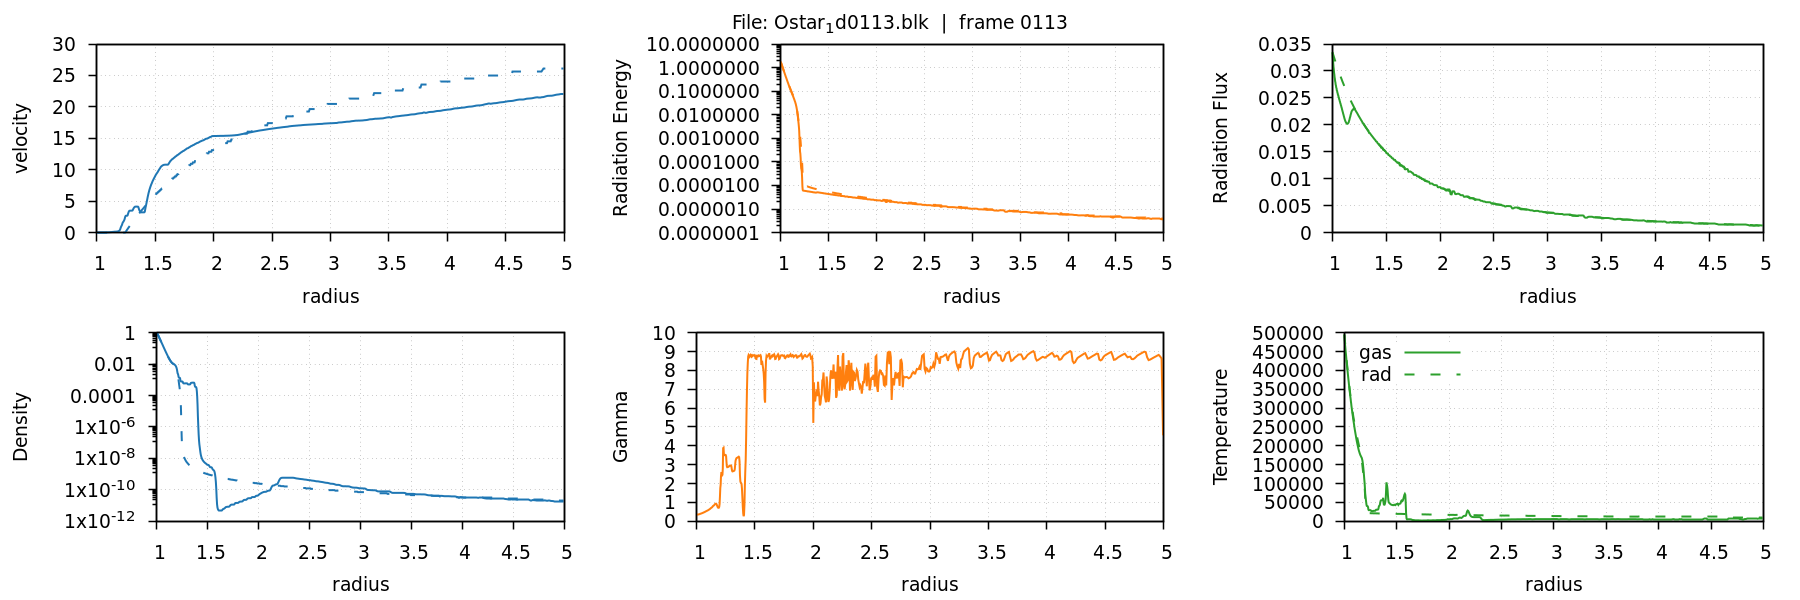 File: Ostar₁d0113.blk | frame 0113
velocity
30
25
20
15
10
5
0
1 1.5 2 2.5 3 3.5 4 4.5 5
radius
Radiation Energy
10.0000000
1.0000000
0.1000000
0.0100000
0.0010000
0.0001000
0.0000100
0.0000010
0.0000001
1 1.5 2 2.5 3 3.5 4 4.5 5
radius
Radiation Flux
0.035
0.03
0.025
0.02
0.015
0.01
0.005
0
1 1.5 2 2.5 3 3.5 4 4.5 5
radius
Density
1
0.01
0.0001
1x10⁻⁶
1x10⁻⁸
1x10⁻¹⁰
1x10⁻¹²
1 1.5 2 2.5 3 3.5 4 4.5 5
radius
Gamma
10
9
8
7
6
5
4
3
2
1
0
1 1.5 2 2.5 3 3.5 4 4.5 5
radius
Temperature
500000
450000
400000
350000
300000
250000
200000
150000
100000
50000
0
gas
rad
1 1.5 2 2.5 3 3.5 4 4.5 5
radius